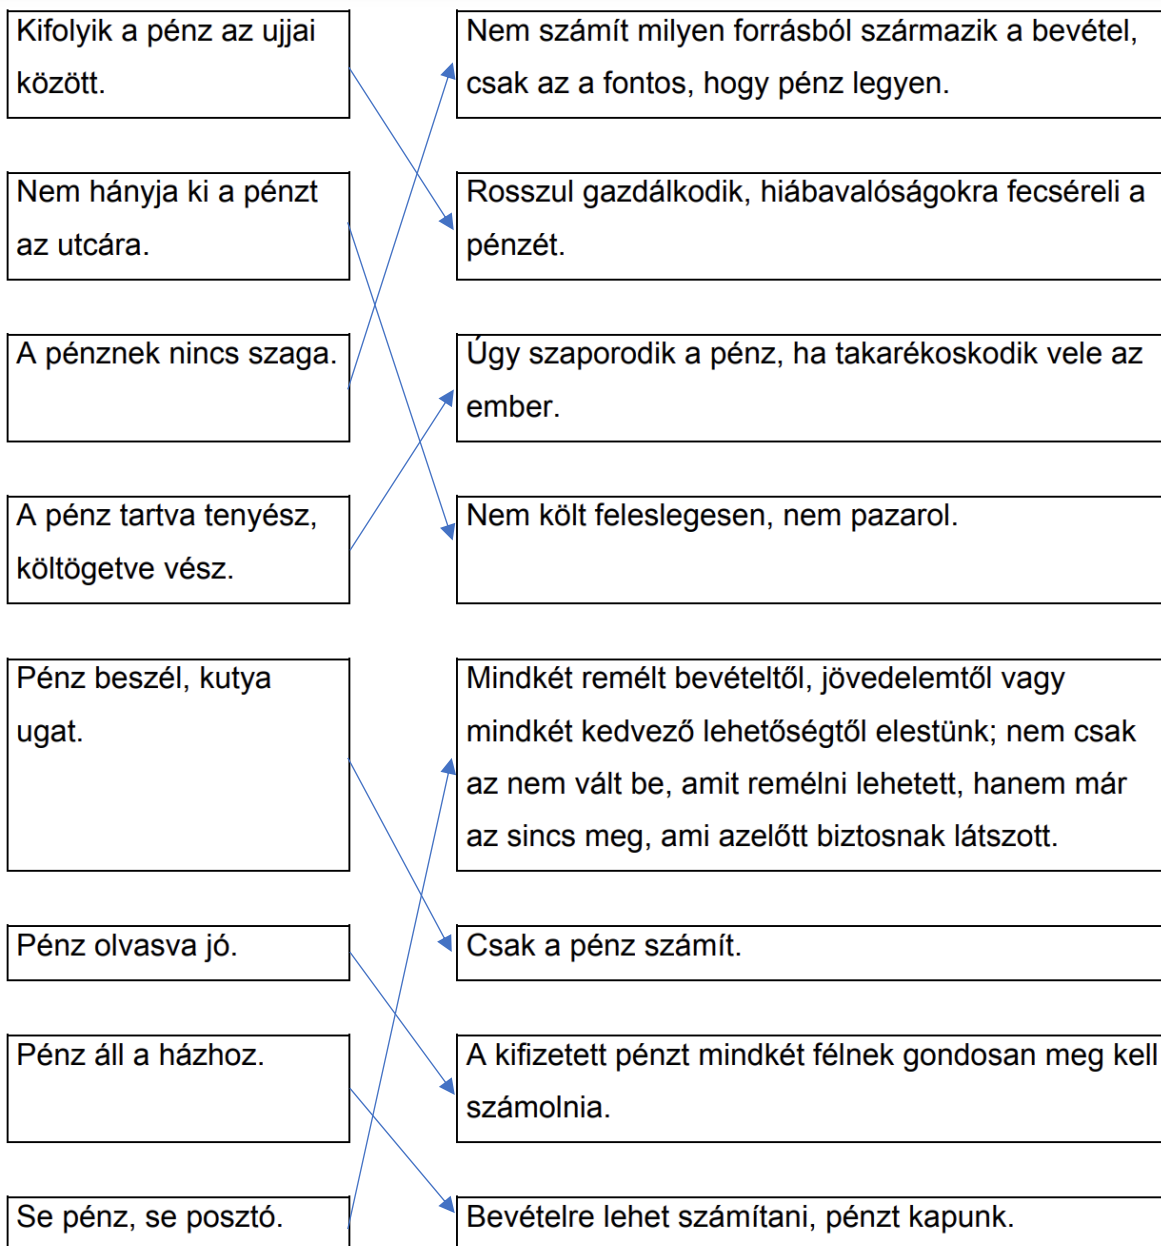 Kifolyik a pénz az ujjai
között.
Nem számít milyen forrásból származik a bevétel,
csak az a fontos, hogy pénz legyen.
Nem hányja ki a pénzt
az utcára.
Rosszul gazdálkodik, hiábavalóságokra fecséreli a
pénzét.
A pénznek nincs szaga.
Úgy szaporodik a pénz, ha takarékoskodik vele az
ember.
A pénz tartva tenyész,
költögetve vész.
Nem költ feleslegesen, nem pazarol.
Pénz beszél, kutya
ugat.
Mindkét remélt bevételtől, jövedelemtől vagy
mindkét kedvező lehetőségtől elestünk; nem csak
az nem vált be, amit remélni lehetett, hanem már
az sincs meg, ami azelőtt biztosnak látszott.
Pénz olvasva jó.
Csak a pénz számít.
Pénz áll a házhoz.
A kifizetett pénzt mindkét félnek gondosan meg kell
számolnia.
Se pénz, se posztó.
Bevételre lehet számítani, pénzt kapunk.